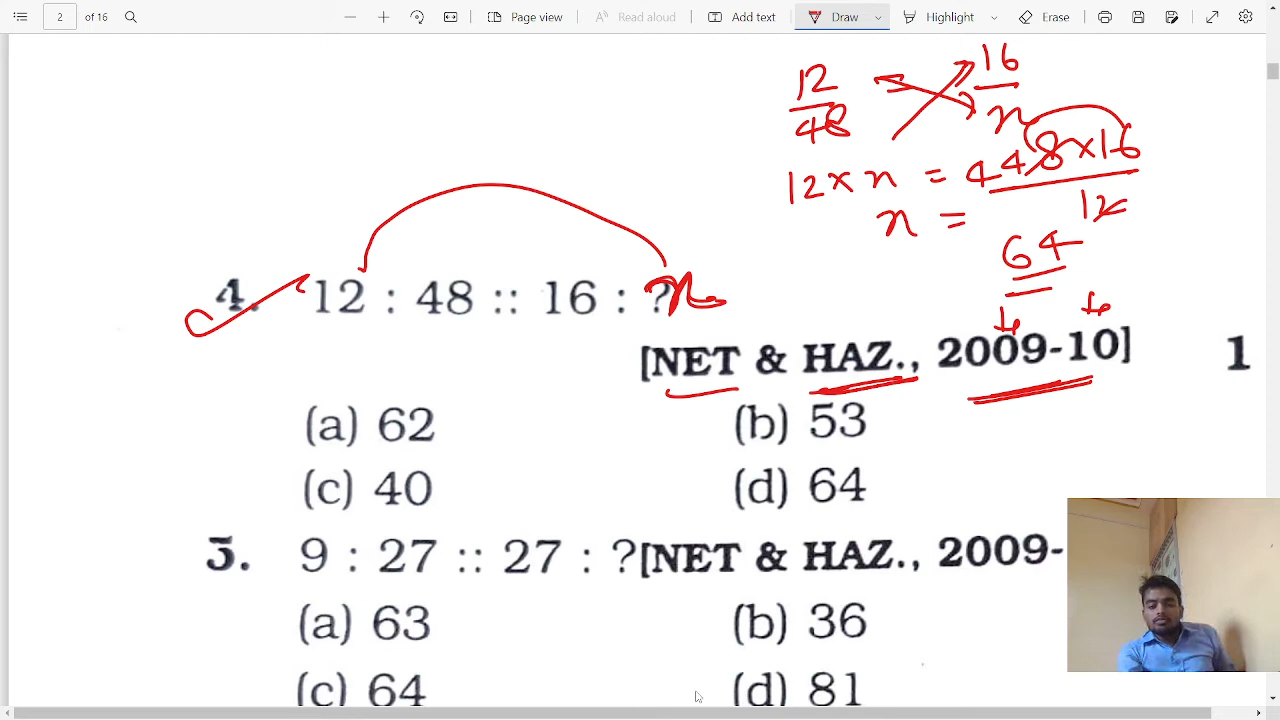 2 of 16
Page view
Read aloud
Add text
Draw
Highlight
Erase
12
48
16
n
12 × n = 4 48×16
n = 12
64
4. 12 : 48 :: 16 : ? n
[NET & HAZ., 2009-10]
1
(a) 62 (b) 53
(c) 40 (d) 64
5. 9 : 27 :: 27 : ?[NET & HAZ., 2009-
(a) 63 (b) 36
(c) 64 (d) 81